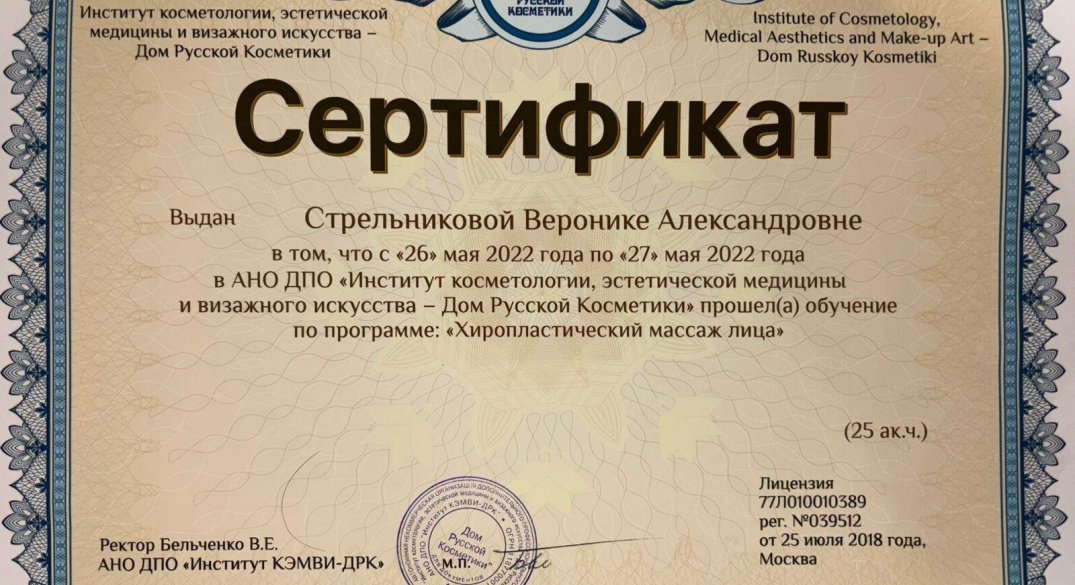 Институт косметологии, эстетической
медицины и визажного искусства –
Дом Русской Косметики
РУССКОЙ
КОСМЕТИКИ
Institute of Cosmetology,
Medical Aesthetics and Make-up Art –
Dom Russkoy Kosmetiki
Сертификат
Выдан Стрельниковой Веронике Александровне
в том, что с «26» мая 2022 года по «27» мая 2022 года
в АНО ДПО «Институт косметологии, эстетической медицины
и визажного искусства – Дом Русской Косметики» прошел(а) обучение
по программе: «Хиропластический массаж лица»
(25 ак.ч.)
Лицензия
77Л010010389
рег. №039512
от 25 июля 2018 года,
Москва
Ректор Бельченко В.Е.
АНО ДПО «Институт КЭМВИ-ДРК»
м.п.
Дом
Русской
Косметики